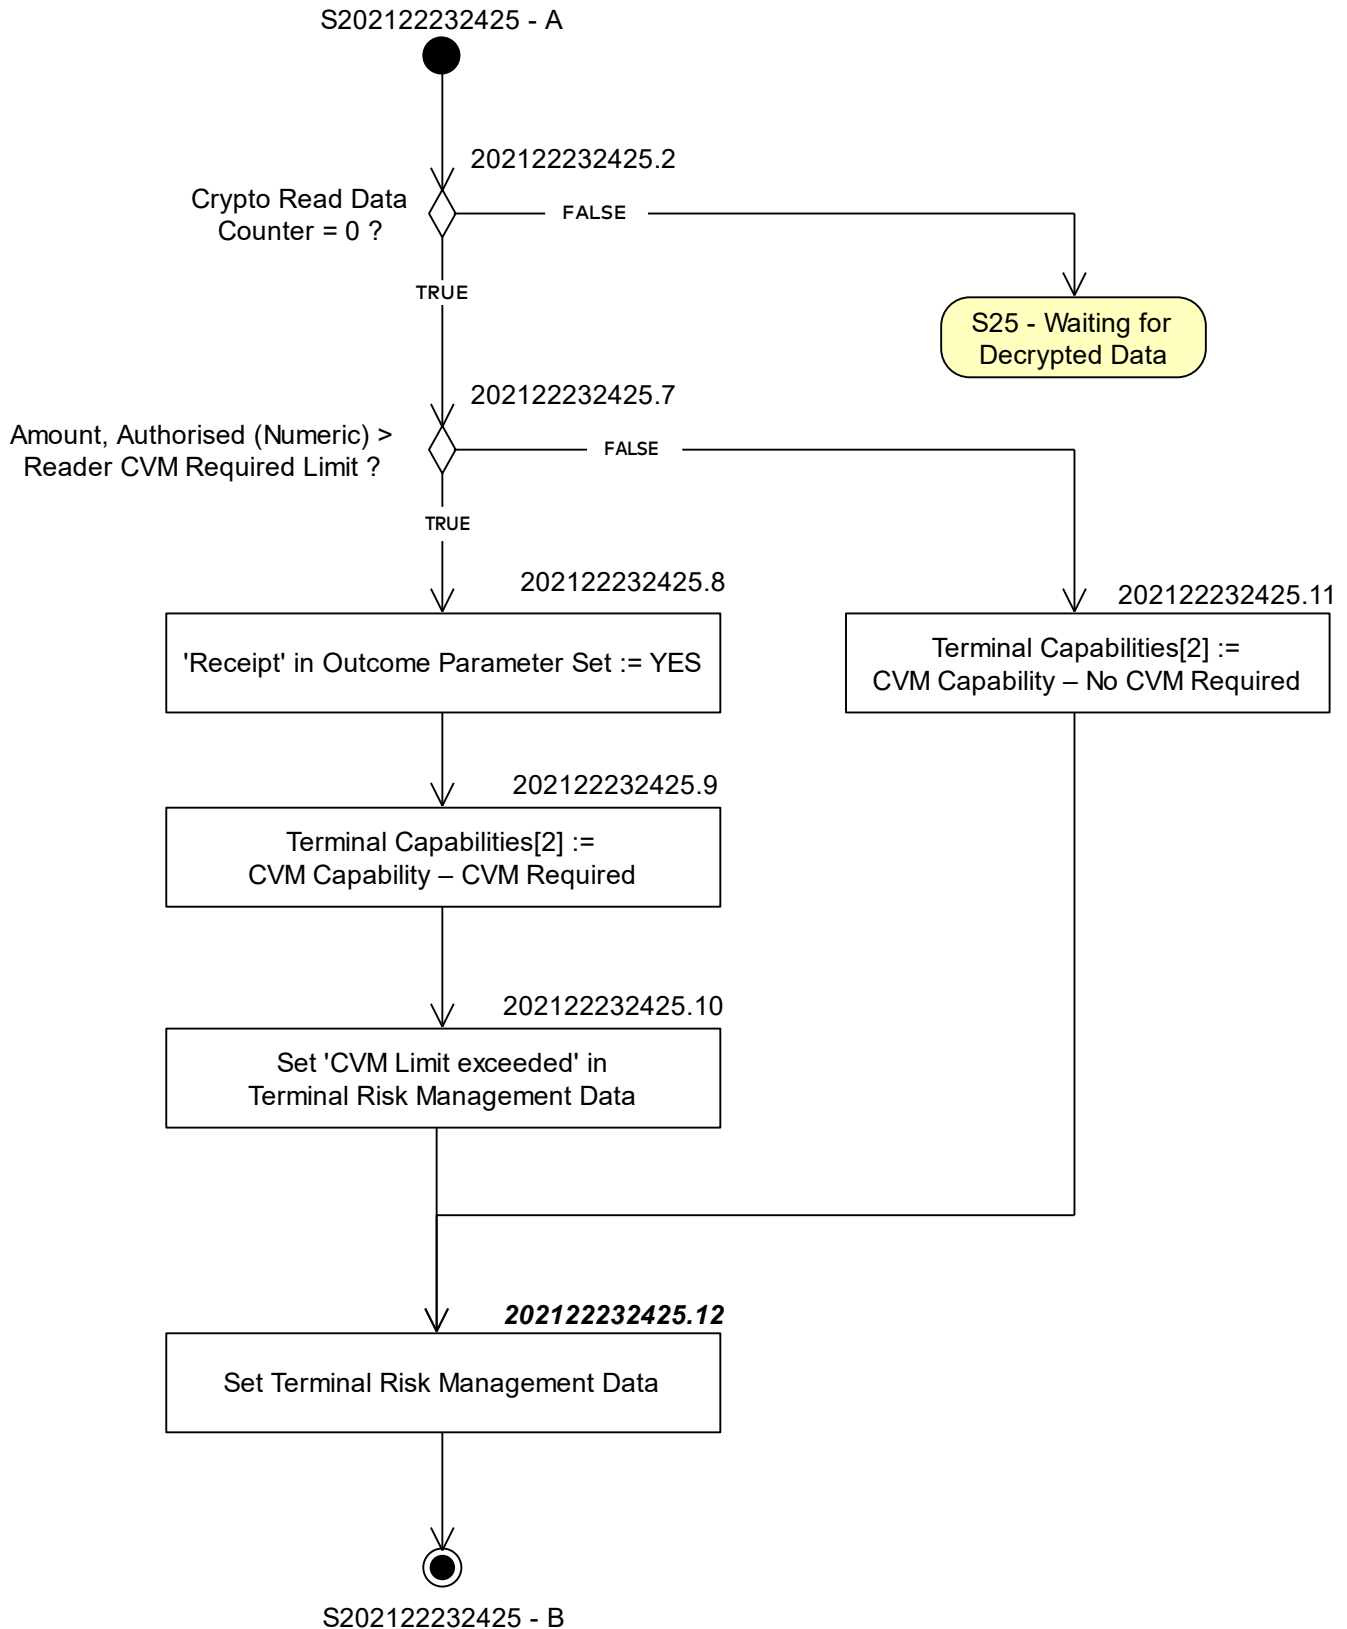 S202122232425 - A
202122232425.2
Crypto Read Data
Counter = 0 ?
FALSE
TRUE
S25 - Waiting for
Decrypted Data
202122232425.7
Amount, Authorised (Numeric) >
Reader CVM Required Limit ?
FALSE
TRUE
202122232425.8
'Receipt' in Outcome Parameter Set := YES
202122232425.11
Terminal Capabilities[2] :=
CVM Capability – No CVM Required
202122232425.9
Terminal Capabilities[2] :=
CVM Capability – CVM Required
202122232425.10
Set 'CVM Limit exceeded' in
Terminal Risk Management Data
202122232425.12
Set Terminal Risk Management Data
S202122232425 - B